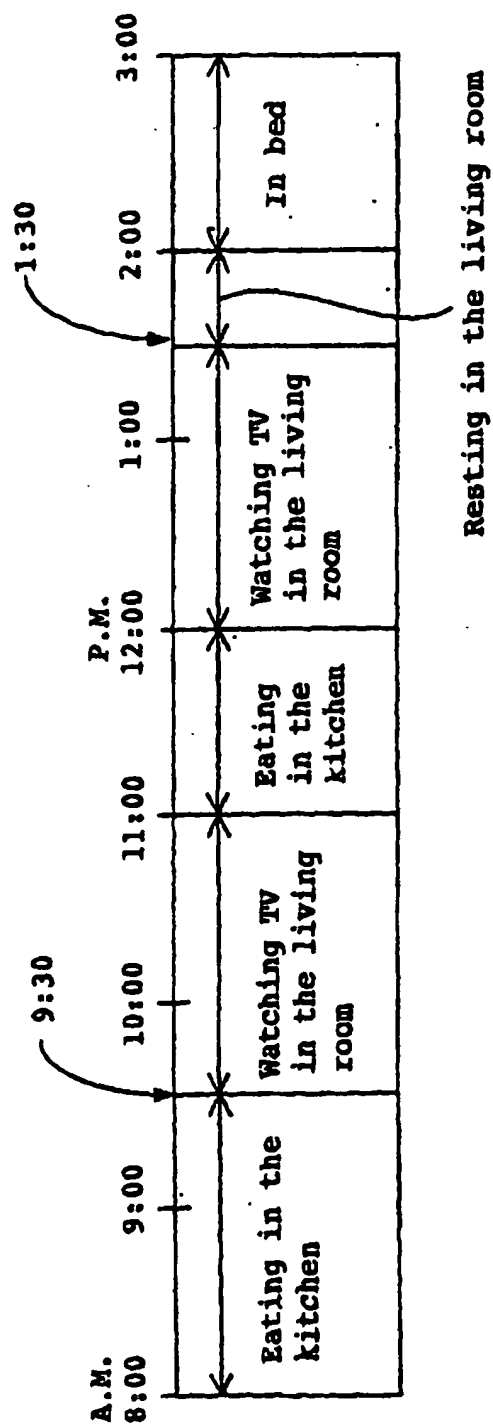 A.M.
8:00
9:00
9:30
10:00
11:00
P.M.
12:00
1:00
1:30
2:00
3:00
Eating in the
kitchen
Watching TV
in the living
room
Eating
in the
kitchen
Watching TV
in the living
room
In bed
Resting in the living room